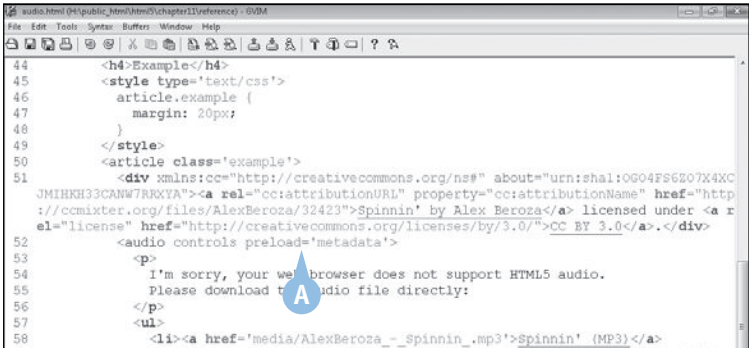 audio.html (H:\public_html\html5\chapter11\reference) - GVIM
File Edit Tools Syntax Buffers Window Help
44 <h4>Example</h4>
45 <style type='text/css'>
46 article.example {
47 margin: 20px;
48 }
49 </style>
50 <article class='example'>
51 <div xmlns:cc="http://creativecommons.org/ns#" about="urn:sha1:OGO4FS6ZO7X4XC
JMIHKH33CANW7RRXYA"><a rel="cc:attributionURL" property="cc:attributionName" href="http
://ccmixter.org/files/AlexBeroza/32423">Spinnin' by Alex Beroza</a> licensed under <a r
el="license" href="http://creativecommons.org/licenses/by/3.0/">CC BY 3.0</a>.</div>
52 <audio controls preload='metadata'>
53 <p>
54 I'm sorry, your web browser does not support HTML5 audio.
55 Please download audio file directly:
A
56 </p>
57 <ul>
58 <li><a href='media/AlexBeroza_-_Spinnin_.mp3'>Spinnin' (MP3)</a>